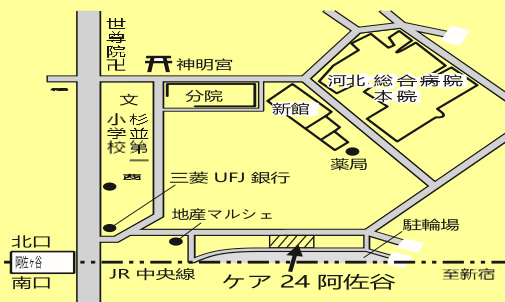 世尊院卍
神明宮
文
杉並第一
小学校
分院
新館
河北 総合病院
本院
薬局
三菱 UFJ 銀行
地産マルシェ
駐輪場
北口
阿佐ヶ谷
南口
JR 中央線
ケア 24 阿佐谷
至新宿